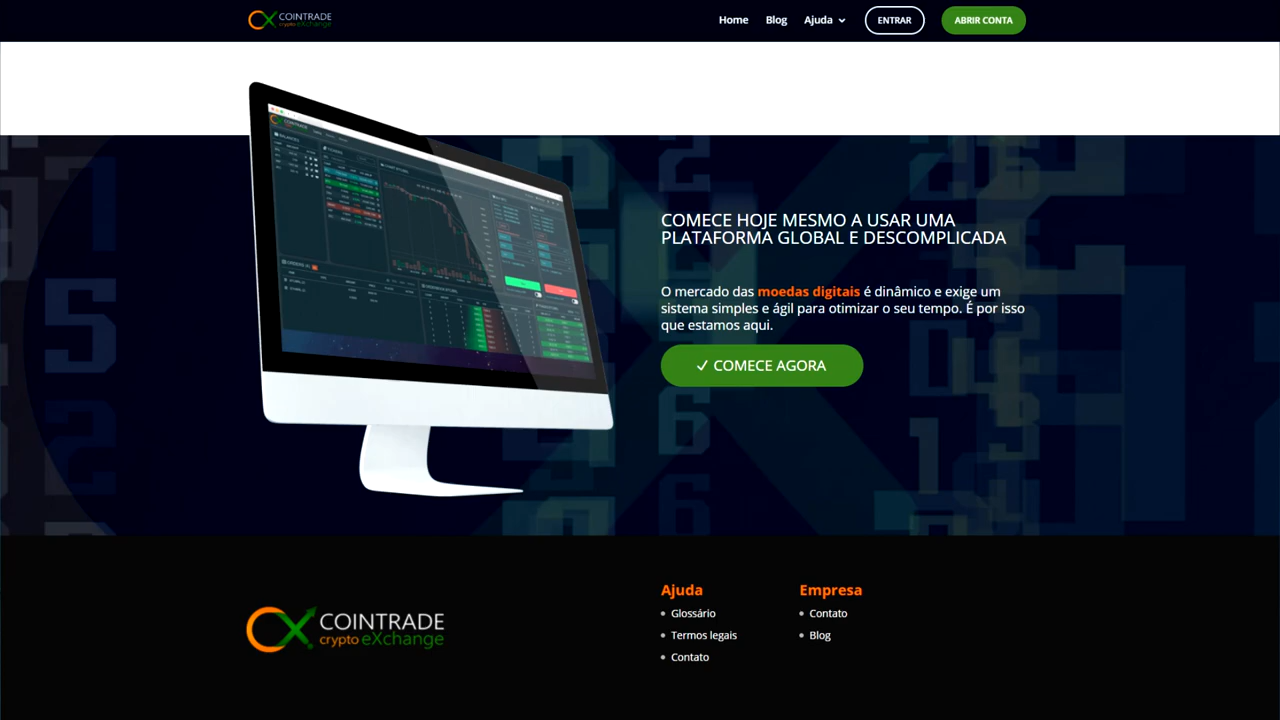 COINTRADE
crypto eXchange
Home
Blog
Ajuda
ENTRAR
ABRIR CONTA
COINTRADE
COMECE HOJE MESMO A USAR UMA
PLATAFORMA GLOBAL E DESCOMPLICADA
O mercado das moedas digitais é dinâmico e exige um
sistema simples e ágil para otimizar o seu tempo. É por isso
que estamos aqui.
✓ COMECE AGORA
COINTRADE
crypto eXchange
Ajuda
Glossário
Termos legais
Contato
Empresa
Contato
Blog